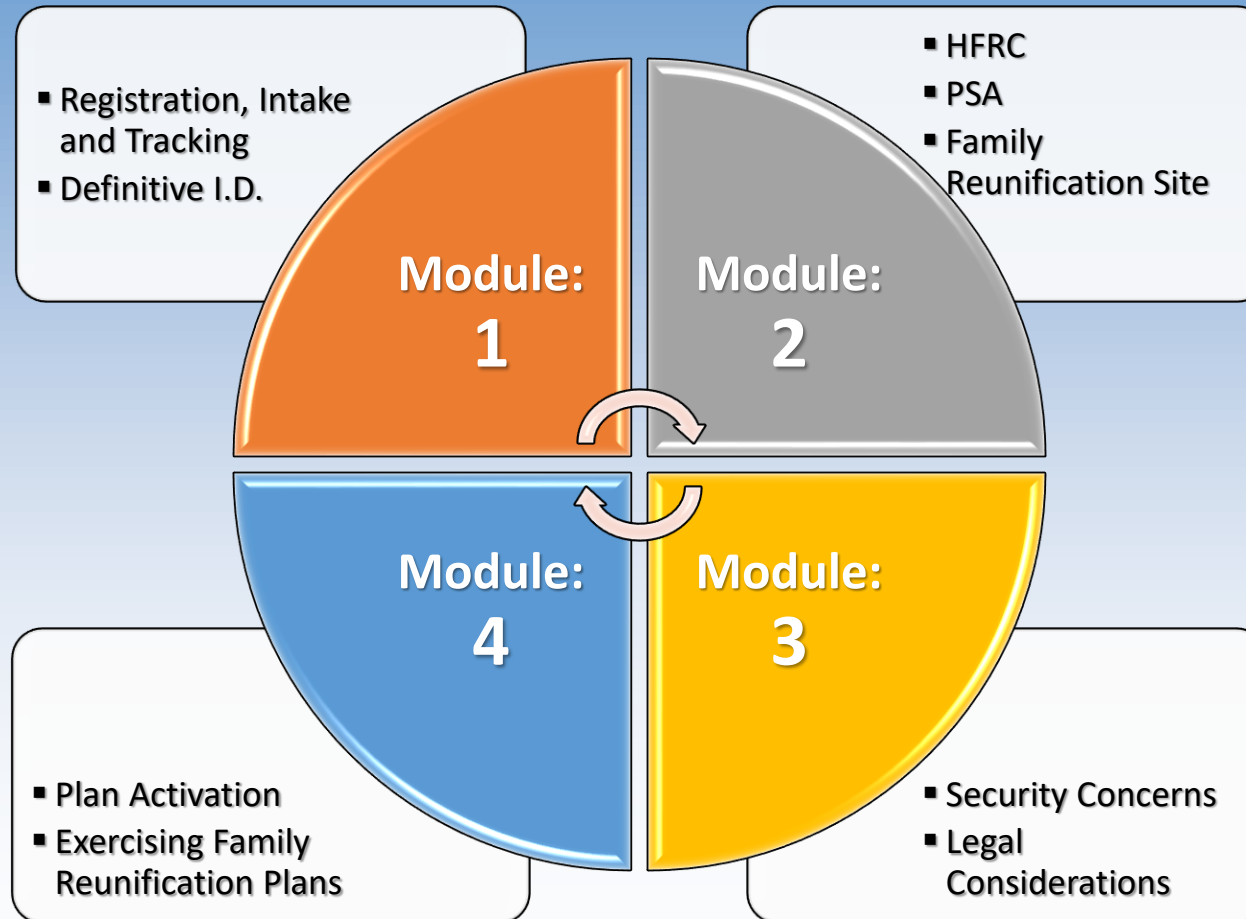 ▪ Registration, Intake
and Tracking
▪ Definitive I.D.
▪ HFRC
▪ PSA
▪ Family
Reunification Site
Module:
1
Module:
2
Module:
4
Module:
3
▪ Plan Activation
▪ Exercising Family
Reunification Plans
▪ Security Concerns
▪ Legal
Considerations